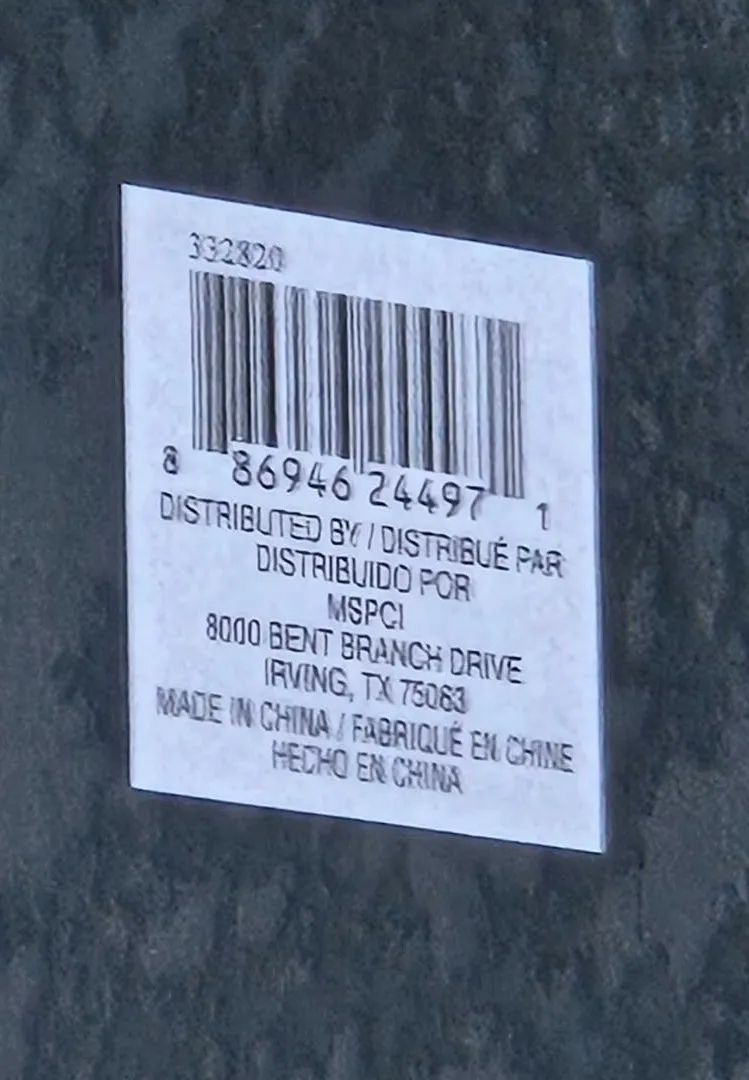 332820
8 86946 24497 1
DISTRIBUTED BY / DISTRIBUÉ PAR
DISTRIBUIDO POR
MSPCI
8000 BENT BRANCH DRIVE
IRVING, TX 75063
MADE IN CHINA / FABRIQUÉ EN CHINE
HECHO EN CHINA